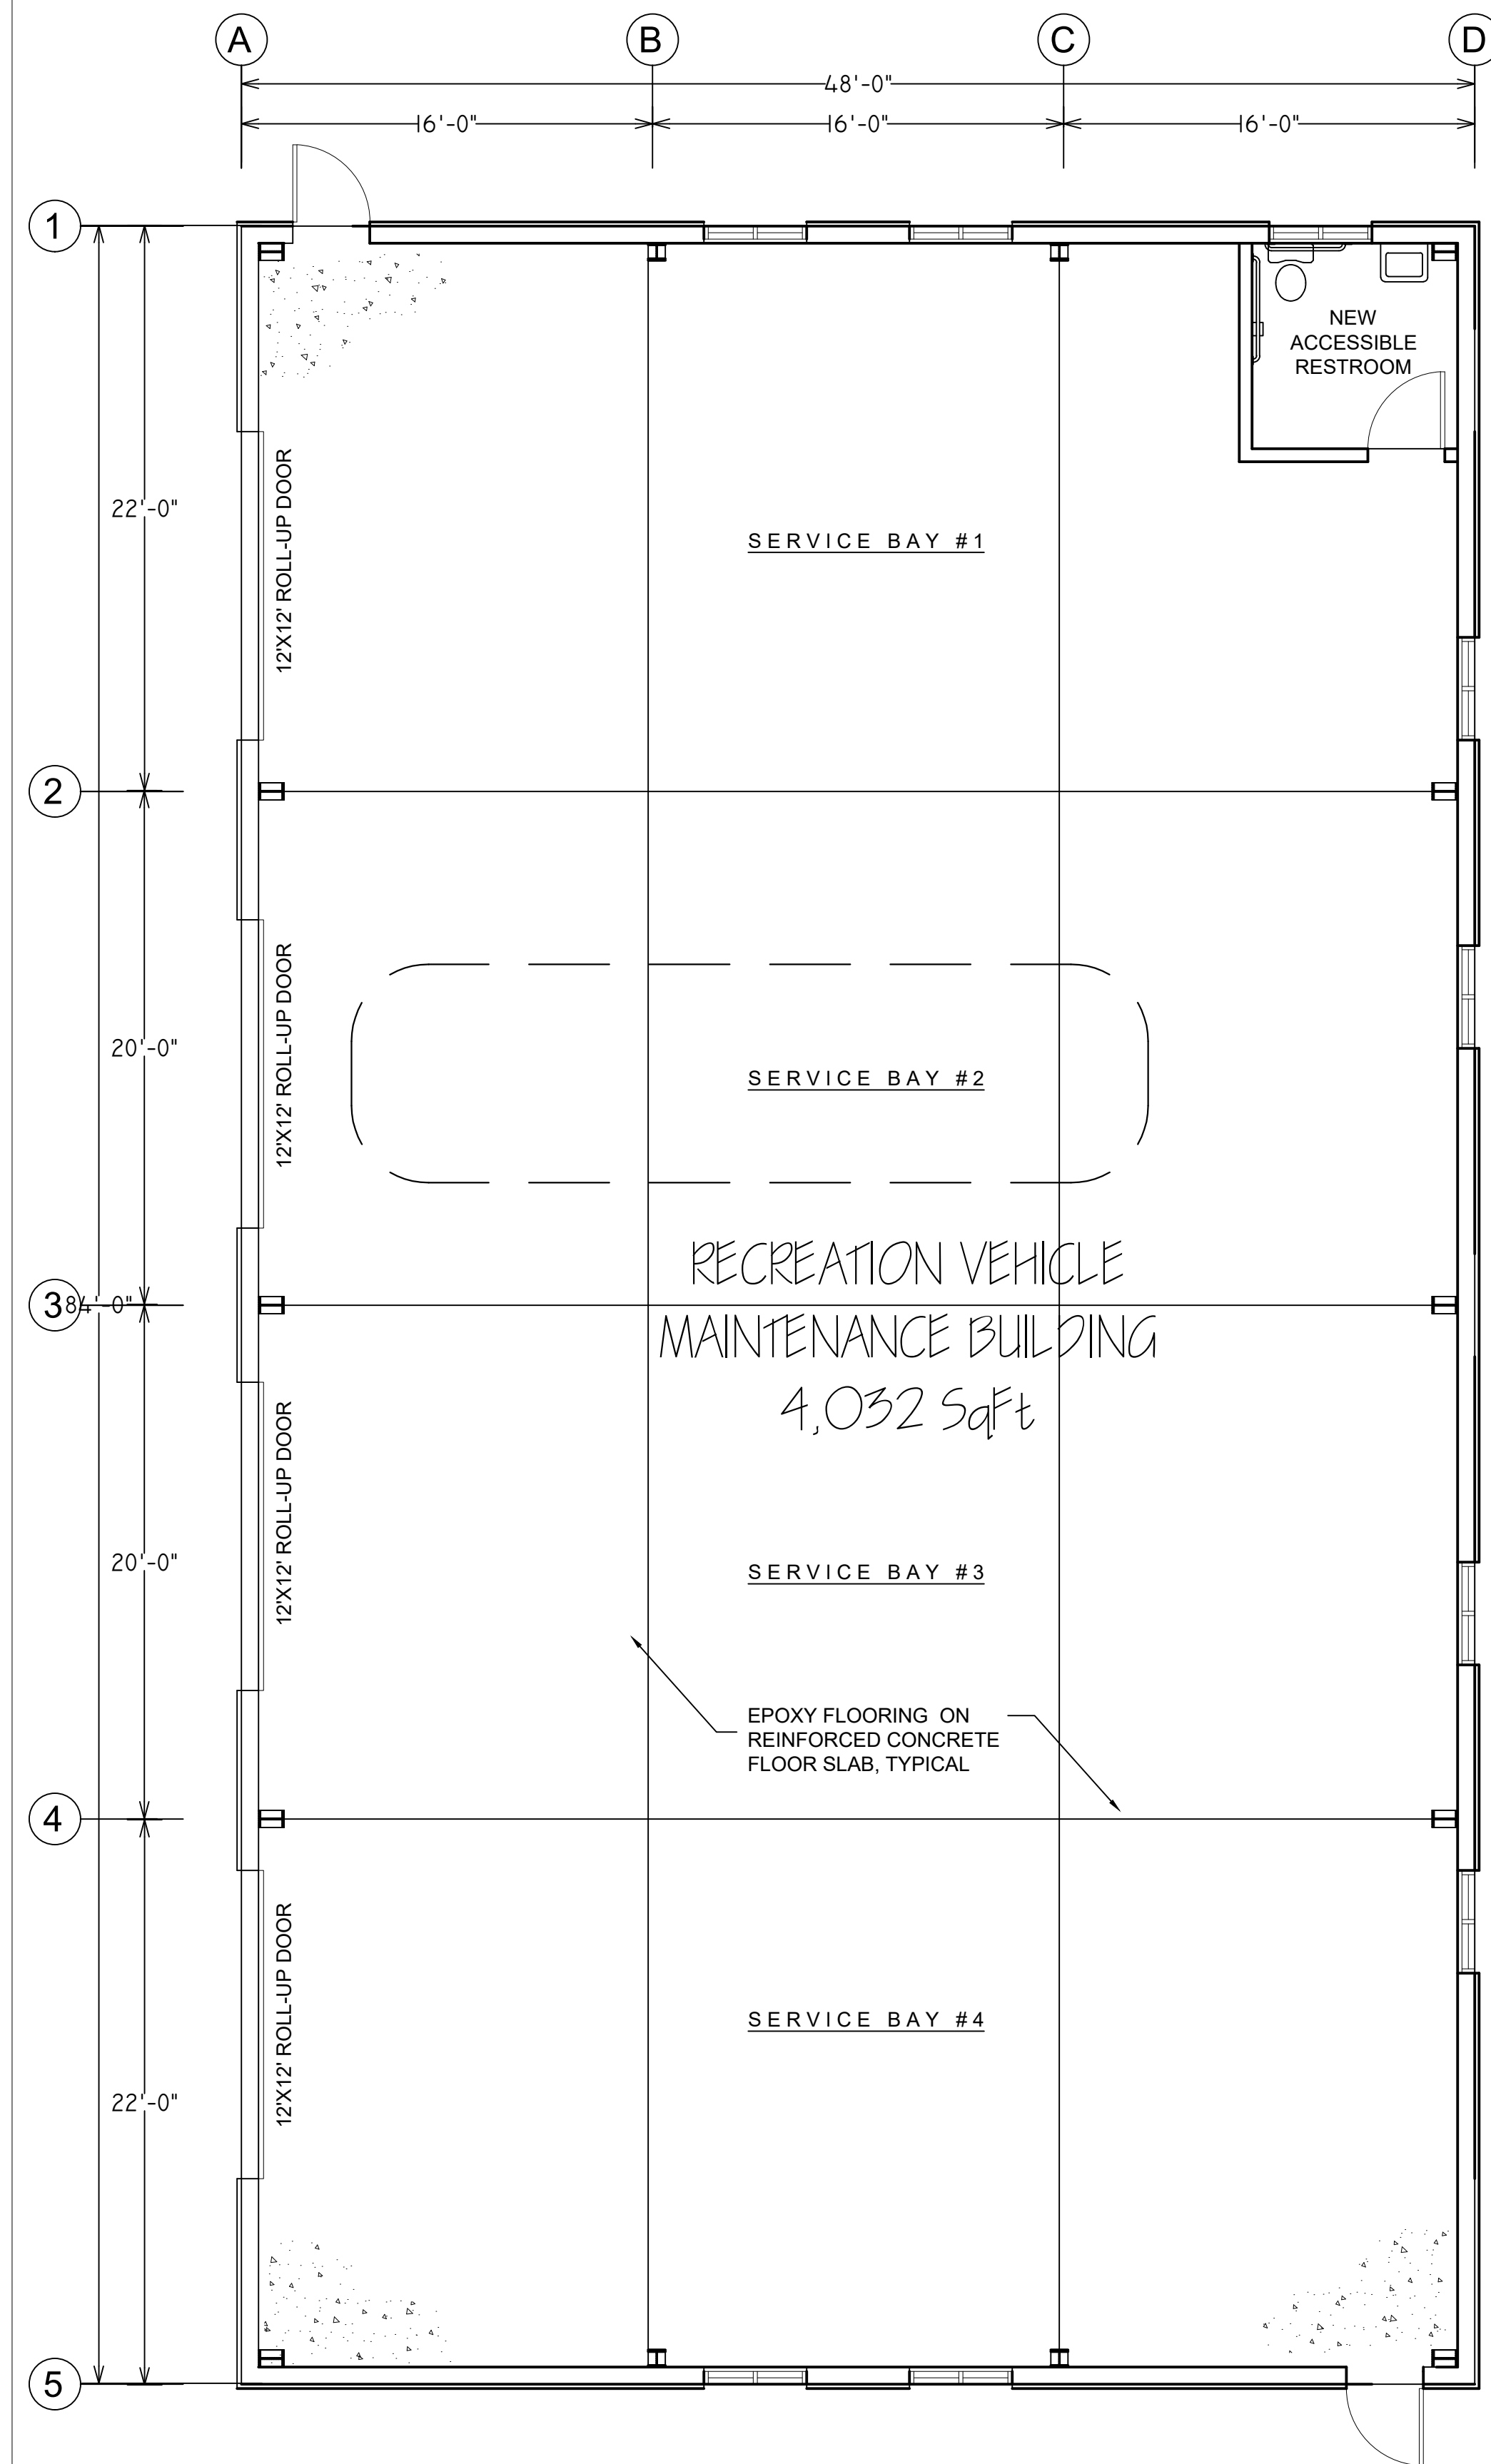 A B C D
48'-0"
16'-0" 16'-0" 16'-0"
1
NEW
ACCESSIBLE
RESTROOM
22'-0"
12'X12' ROLL-UP DOOR
SERVICE BAY #1
2
20'-0"
12'X12' ROLL-UP DOOR
SERVICE BAY #2
RECREATION VEHICLE
MAINTENANCE BUILDING
4,032 SqFt
3
84'-0"
20'-0"
12'X12' ROLL-UP DOOR
SERVICE BAY #3
EPOXY FLOORING ON
REINFORCED CONCRETE
FLOOR SLAB, TYPICAL
4
22'-0"
12'X12' ROLL-UP DOOR
SERVICE BAY #4
5